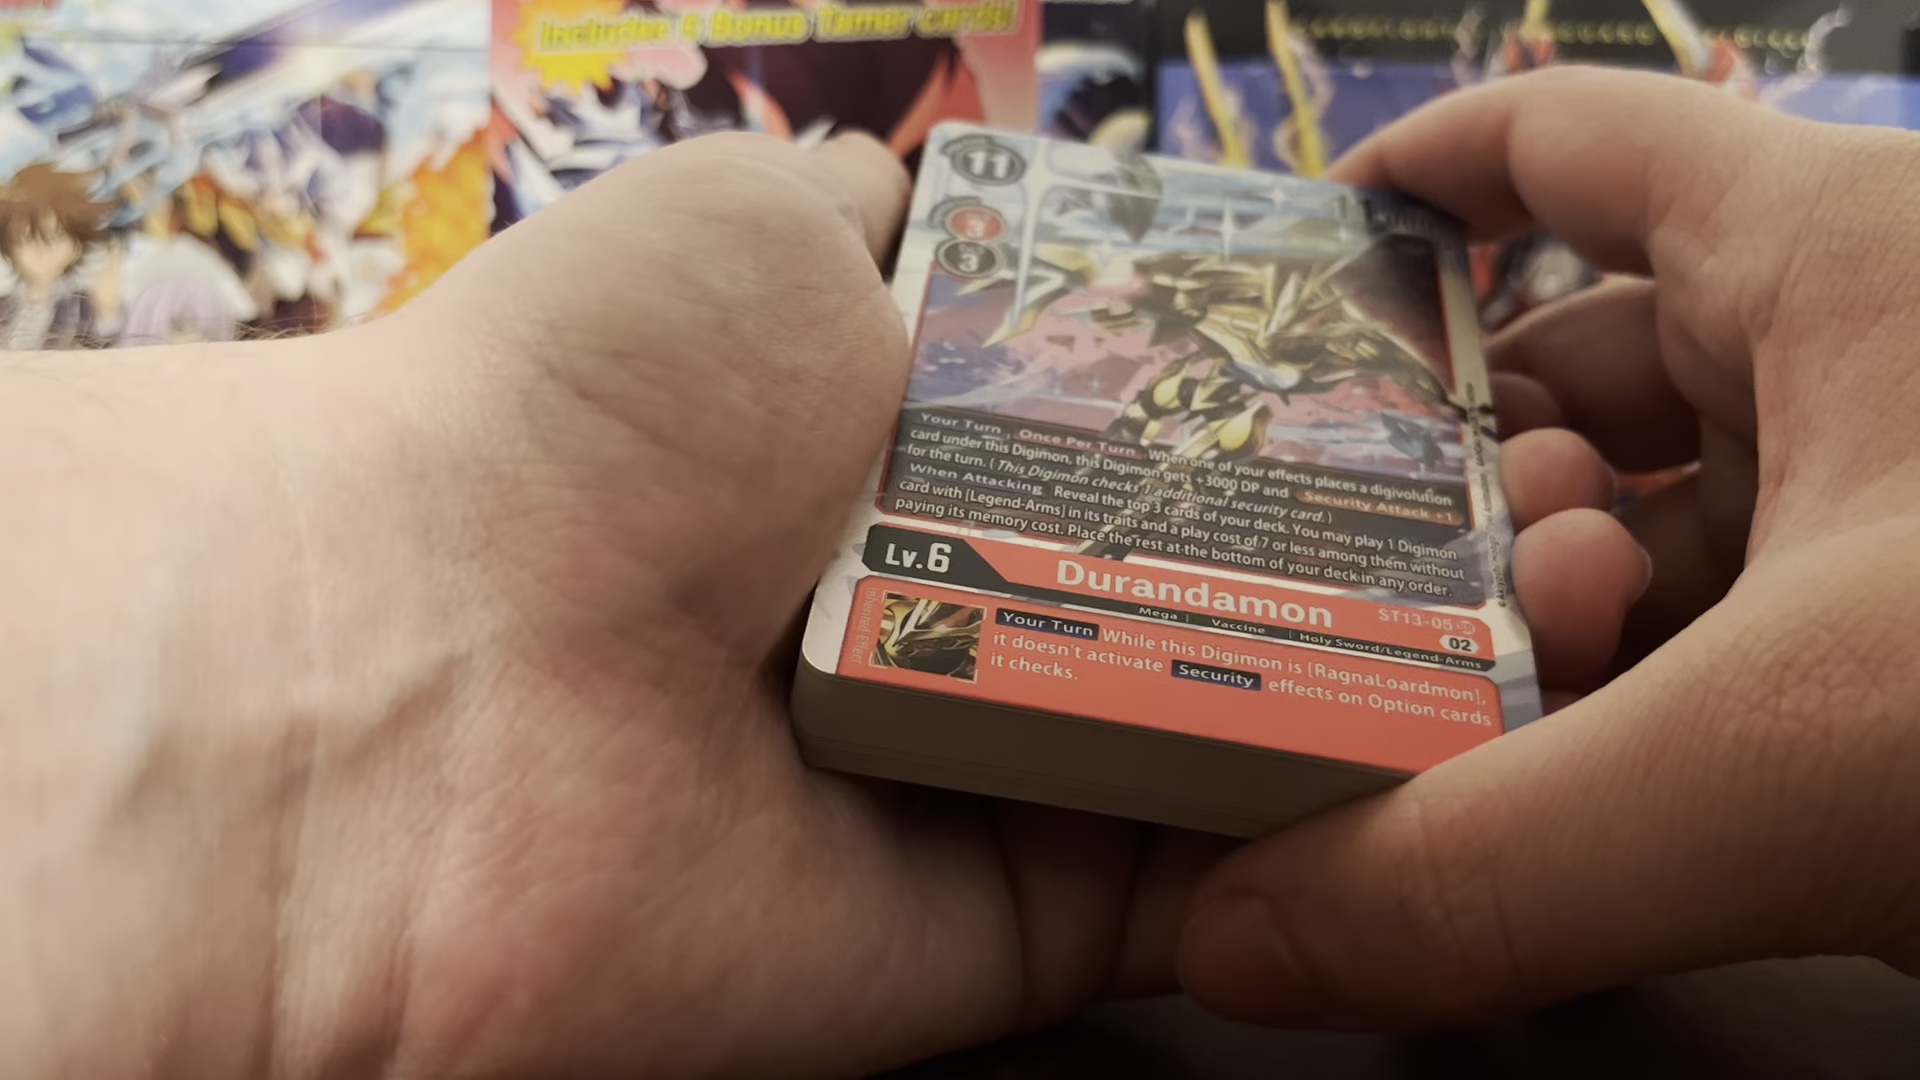 Includes 6 Bonus Tamer cards!
11
3
3
Your Turn Once Per Turn When one of your effects places a digivolution
card under this Digimon, this Digimon gets +3000 DP and Security Attack +1
for the turn. (This Digimon checks 1 additional security card.)
When Attacking Reveal the top 3 cards of your deck. You may play 1 Digimon
card with [Legend-Arms] in its traits and a play cost of 7 or less among them without
paying its memory cost. Place the rest at the bottom of your deck in any order.
Lv.6
Durandamon
ST13-05
02
Mega | Vaccine | Holy Sword/Legend-Arms
Inherited Effect
Your Turn While this Digimon is [RagnaLoardmon],
it doesn't activate Security effects on Option cards
it checks.